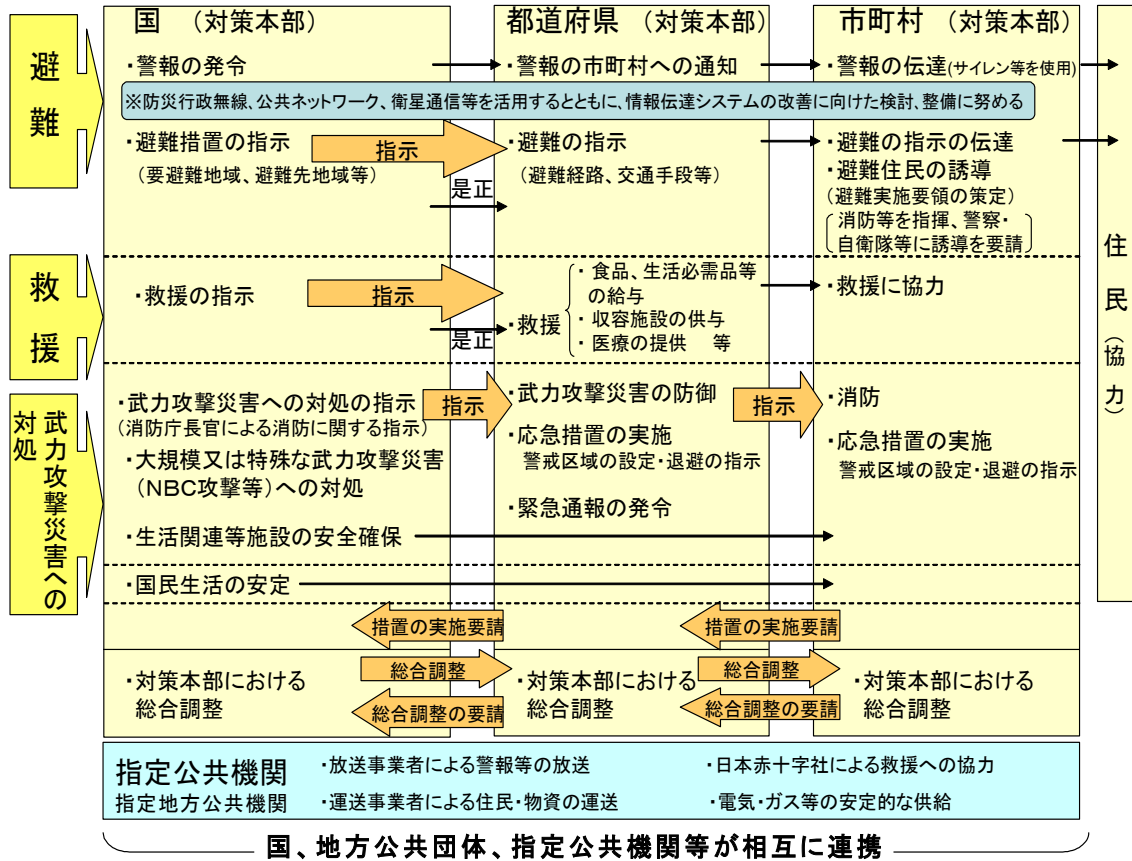 国 (対策本部)
都道府県 (対策本部)
市町村 (対策本部)
避難
・警報の発令
・警報の市町村への通知
・警報の伝達(サイレン等を使用)
※防災行政無線、公共ネットワーク、衛星通信等を活用するとともに、情報伝達システムの改善に向けた検討、整備に努める
・避難措置の指示
(要避難地域、避難先地域等)
指示
是正
・避難の指示
(避難経路、交通手段等)
・避難の指示の伝達
・避難住民の誘導
(避難実施要領の策定)
消防等を指揮、警察・
自衛隊等に誘導を要請
住民(協力)
救援
・救援の指示
指示
是正
・救援
・食品、生活必需品等
の給与
・収容施設の供与
・医療の提供 等
・救援に協力
武力攻撃災害への
対処
・武力攻撃災害への対処の指示
(消防庁長官による消防に関する指示)
指示
・武力攻撃災害の防御
指示
・消防
・大規模又は特殊な武力攻撃災害
(NBC攻撃等)への対処
・応急措置の実施
警戒区域の設定・退避の指示
・応急措置の実施
警戒区域の設定・退避の指示
・緊急通報の発令
・生活関連等施設の安全確保
・国民生活の安定
措置の実施要請
措置の実施要請
・対策本部における
総合調整
総合調整
総合調整の要請
・対策本部における
総合調整
総合調整
総合調整の要請
・対策本部における
総合調整
指定公共機関
指定地方公共機関
・放送事業者による警報等の放送
・日本赤十字社による救援への協力
・運送事業者による住民・物資の運送
・電気・ガス等の安定的な供給
国、地方公共団体、指定公共機関等が相互に連携